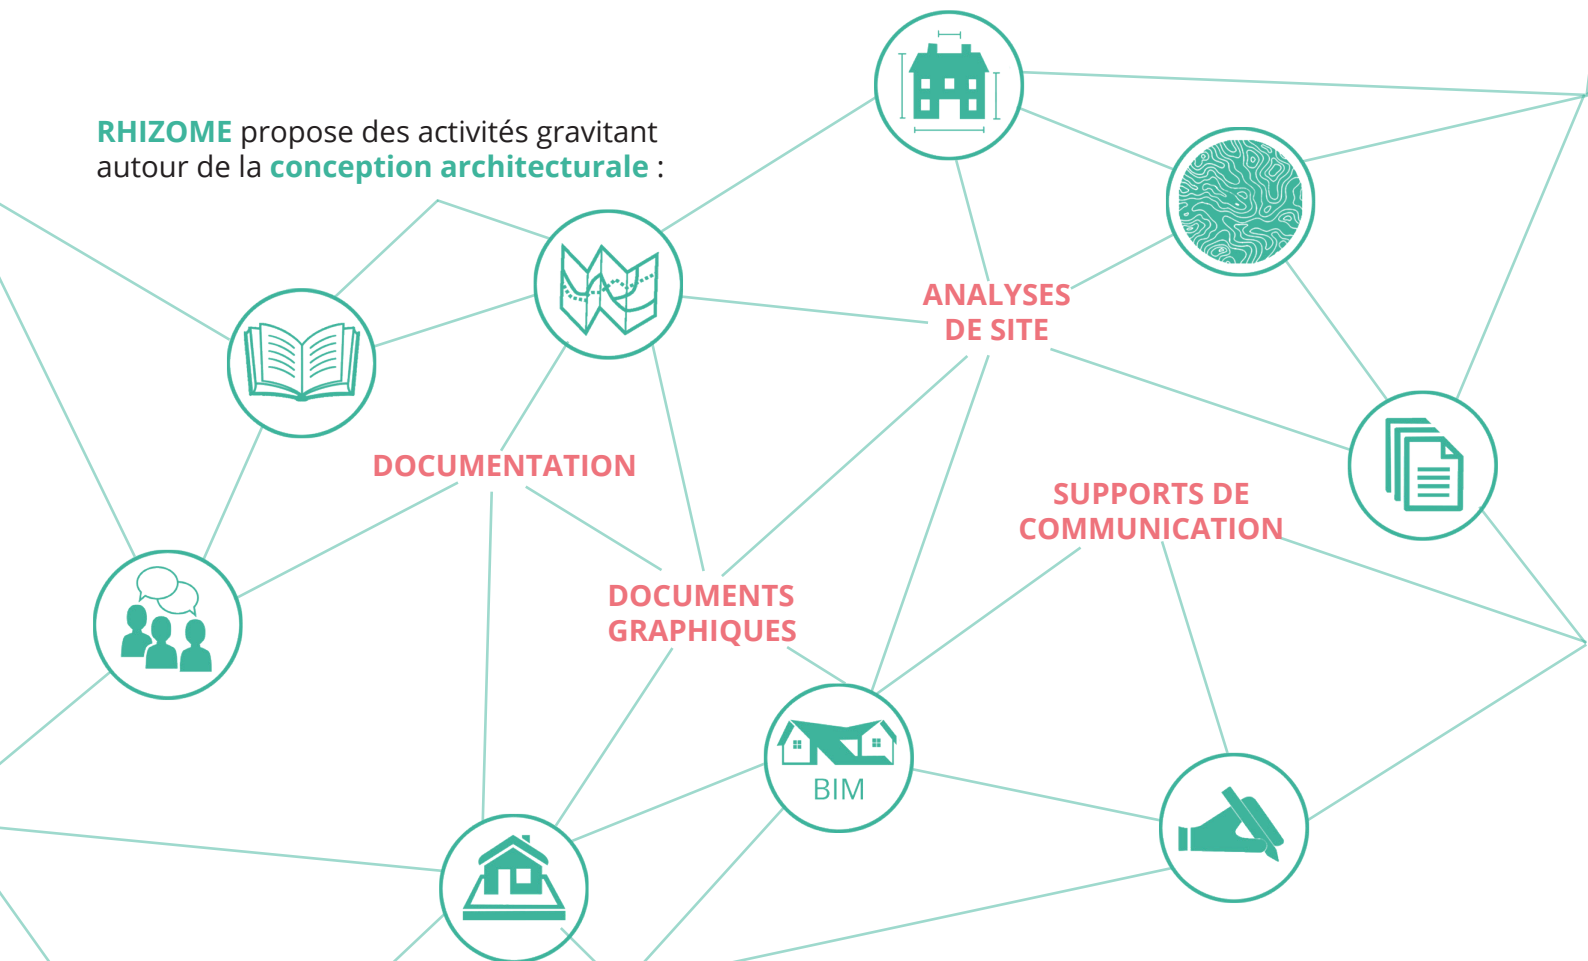 RHIZOME propose des activités gravitant
autour de la conception architecturale :
ANALYSES
DE SITE
DOCUMENTATION
SUPPORTS DE
COMMUNICATION
DOCUMENTS
GRAPHIQUES
BIM